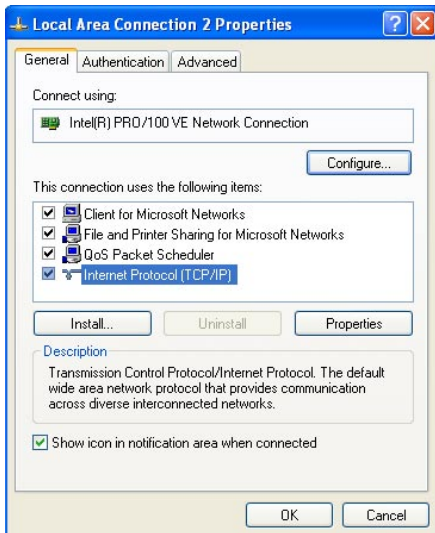 Local Area Connection 2 Properties
General Authentication Advanced
Connect using:
Intel(R) PRO/100 VE Network Connection
Configure...
This connection uses the following items:
Client for Microsoft Networks
File and Printer Sharing for Microsoft Networks
QoS Packet Scheduler
Internet Protocol (TCP/IP)
Install... Uninstall Properties
Description
Transmission Control Protocol/Internet Protocol. The default
wide area network protocol that provides communication
across diverse interconnected networks.
Show icon in notification area when connected
OK Cancel